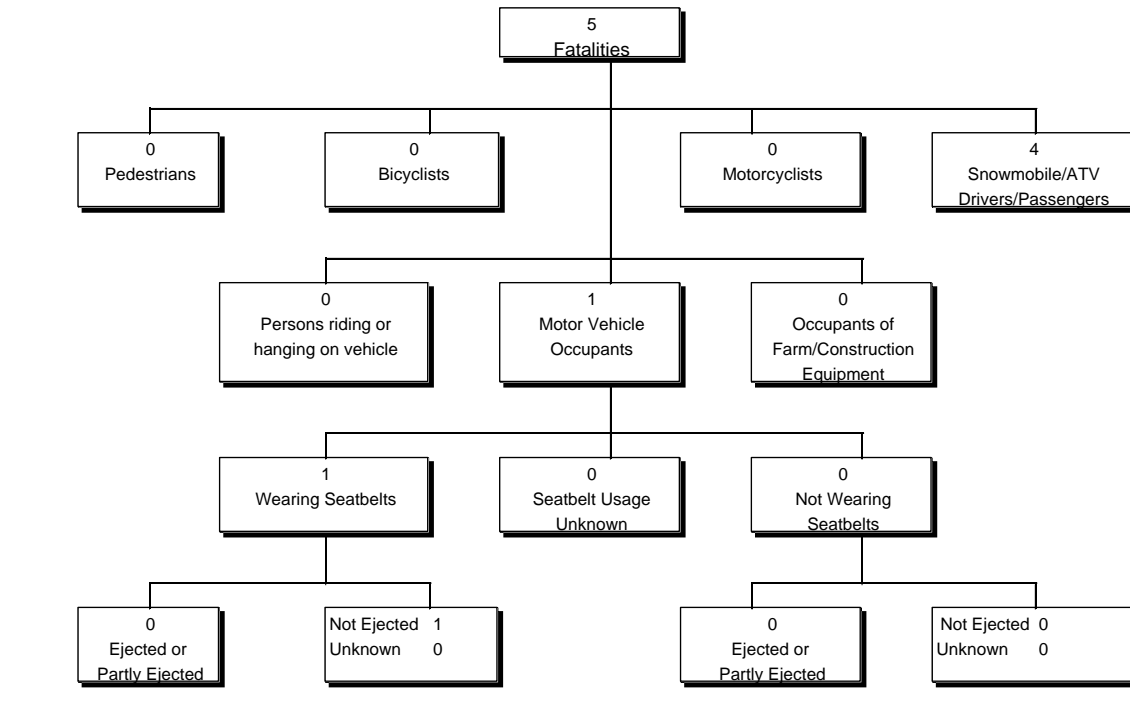 5
Fatalities
0
Pedestrians
0
Bicyclists
0
Motorcyclists
4
Snowmobile/ATV
Drivers/Passengers
0
Persons riding or
hanging on vehicle
1
Motor Vehicle
Occupants
0
Occupants of
Farm/Construction
Equipment
1
Wearing Seatbelts
0
Seatbelt Usage
Unknown
0
Not Wearing
Seatbelts
0
Ejected or
Partly Ejected
Not Ejected 1
Unknown 0
0
Ejected or
Partly Ejected
Not Ejected 0
Unknown 0